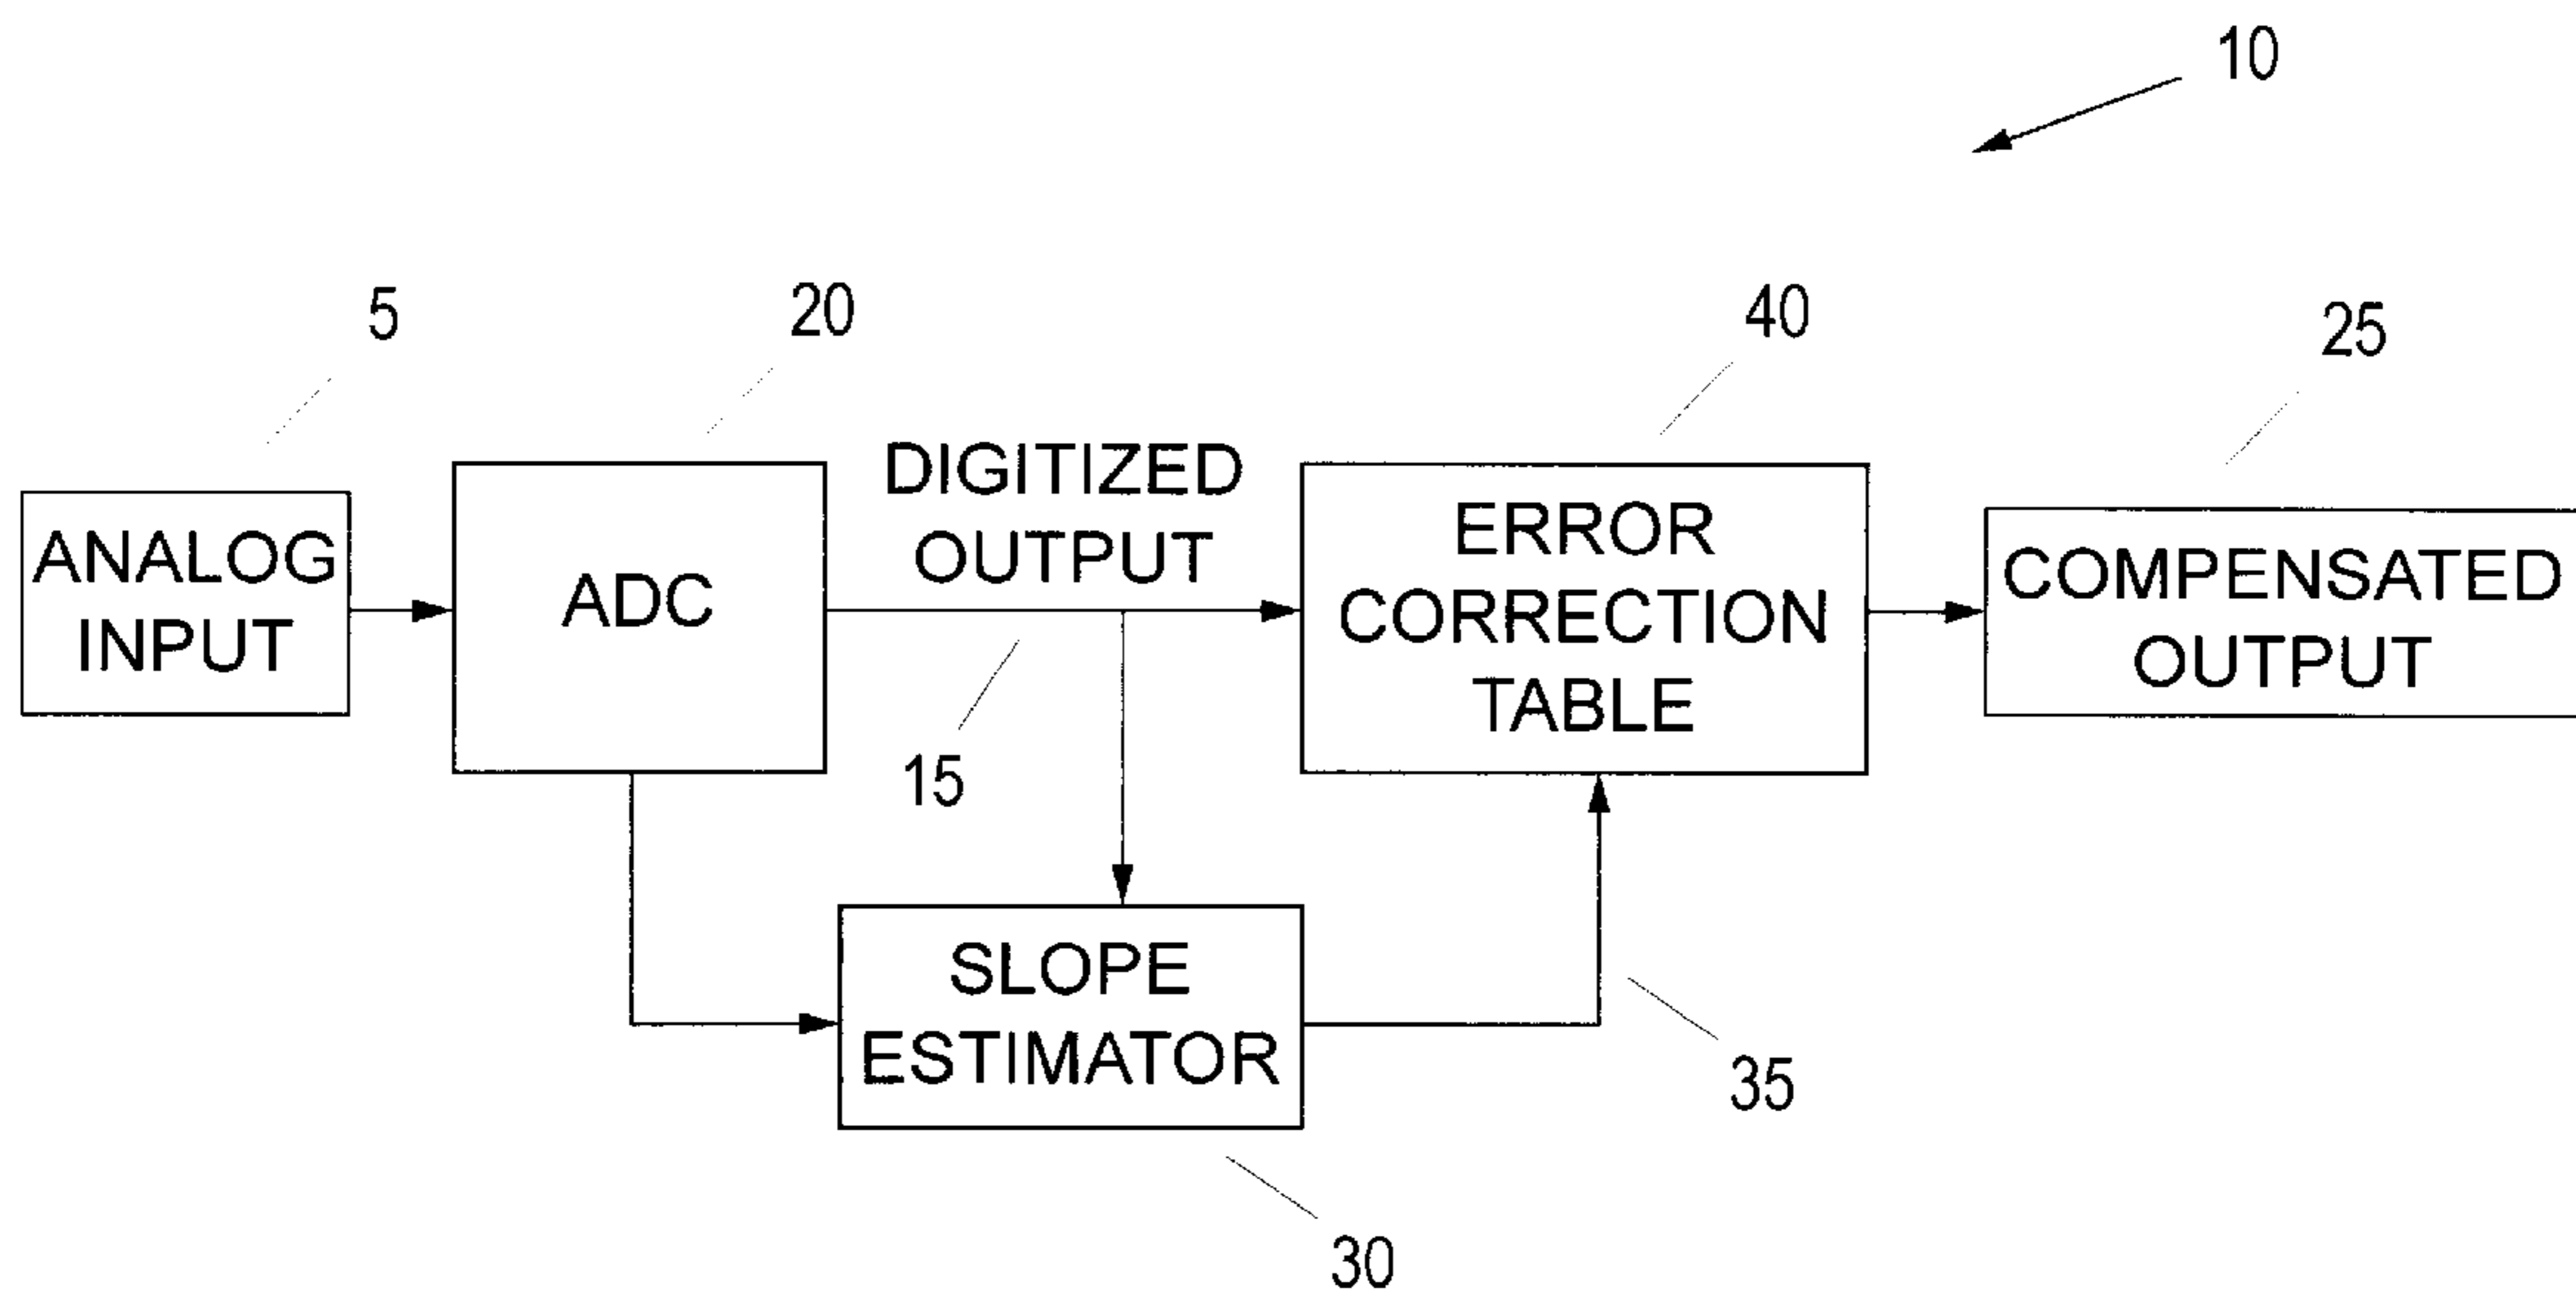 10
5
20
40
25
ANALOG
INPUT
ADC
DIGITIZED
OUTPUT
15
ERROR
CORRECTION
TABLE
COMPENSATED
OUTPUT
SLOPE
ESTIMATOR
35
30